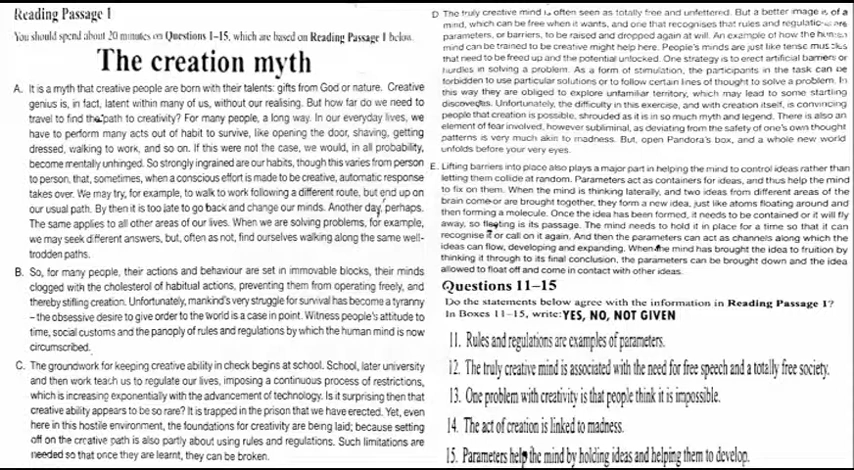 Reading Passage 1
You should spend about 20 minutes on Questions 1-15, which are based on Reading Passage 1 below.
The creation myth
A. It is a myth that creative people are born with their talents: gifts from God or nature. Creative
genius is, in fact, latent within many of us, without our realising. But how far do we need to
travel to find the path to creativity? For many people, a long way. In our everyday lives, we
have to perform many acts out of habit to survive, like opening the door, shaving, getting
dressed, walking to work, and so on. If this were not the case, we would, in all probability,
become mentally unhinged. So strongly ingrained are our habits, though this varies from person
to person, that, sometimes, when a conscious effort is made to be creative, automatic response
takes over. We may try, for example, to walk to work following a different route, but end up on
our usual path. By then it is too late to go back and change our minds. Another day, perhaps.
The same applies to all other areas of our lives. When we are solving problems, for example,
we may seek different answers, but, often as not, find ourselves walking along the same well-
trodden paths.
B. So, for many people, their actions and behaviour are set in immovable blocks, their minds
clogged with the cholesterol of habitual actions, preventing them from operating freely, and
thereby stifling creation. Unfortunately, mankind's very struggle for survival has become a tyranny
– the obsessive desire to give order to the world is a case in point. Witness people's attitude to
time, social customs and the panoply of rules and regulations by which the human mind is now
circumscribed.
C. The groundwork for keeping creative ability in check begins at school. School, later university
and then work teach us to regulate our lives, imposing a continuous process of restrictions,
which is increasing exponentially with the advancement of technology. Is it surprising then that
creative ability appears to be so rare? It is trapped in the prison that we have erected. Yet, even
here in this hostile environment, the foundations for creativity are being laid; because setting
off on the creative path is also partly about using rules and regulations. Such limitations are
needed so that once they are learnt, they can be broken.
D The truly creative mind is often seen as totally free and unfettered. But a better image is of a
mind, which can be free when it wants, and one that recognises that rules and regulations are
parameters, or barriers, to be raised and dropped again at will. An example of how the human
mind can be trained to be creative might help here. People's minds are just like tense muscles
that need to be freed up and the potential unlocked. One strategy is to erect artificial barriers or
hurdles in solving a problem. As a form of stimulation, the participants in the task can be
forbidden to use particular solutions or to follow certain lines of thought to solve a problem. In
this way they are obliged to explore unfamiliar territory, which may lead to some startling
discoveries. Unfortunately, the difficulty in this exercise, and with creation itself, is convincing
people that creation is possible, shrouded as it is in so much myth and legend. There is also an
element of fear involved, however subliminal, as deviating from the safety of one's own thought
patterns is very much akin to madness. But, open Pandora's box, and a whole new world
unfolds before your very eyes.
E. Lifting barriers into place also plays a major part in helping the mind to control ideas rather than
letting them collide at random. Parameters act as containers for ideas, and thus help the mind
to fix on them. When the mind is thinking laterally, and two ideas from different areas of the
brain come or are brought together, they form a new idea, just like atoms floating around and
then forming a molecule. Once the idea has been formed, it needs to be contained or it will fly
away, so fleeting is its passage. The mind needs to hold it in place for a time so that it can
recognise it or call on it again. And then the parameters can act as channels along which the
ideas can flow, developing and expanding. When the mind has brought the idea to fruition by
thinking it through to its final conclusion, the parameters can be brought down and the idea
allowed to float off and come in contact with other ideas.
Questions 11–15
Do the statements below agree with the information in Reading Passage 1?
In Boxes 11-15, write: YES, NO, NOT GIVEN
11. Rules and regulations are examples of parameters.
12. The truly creative mind is associated with the need for free speech and a totally free society.
13. One problem with creativity is that people think it is impossible.
14. The act of creation is linked to madness.
15. Parameters help the mind by holding ideas and helping them to develop.